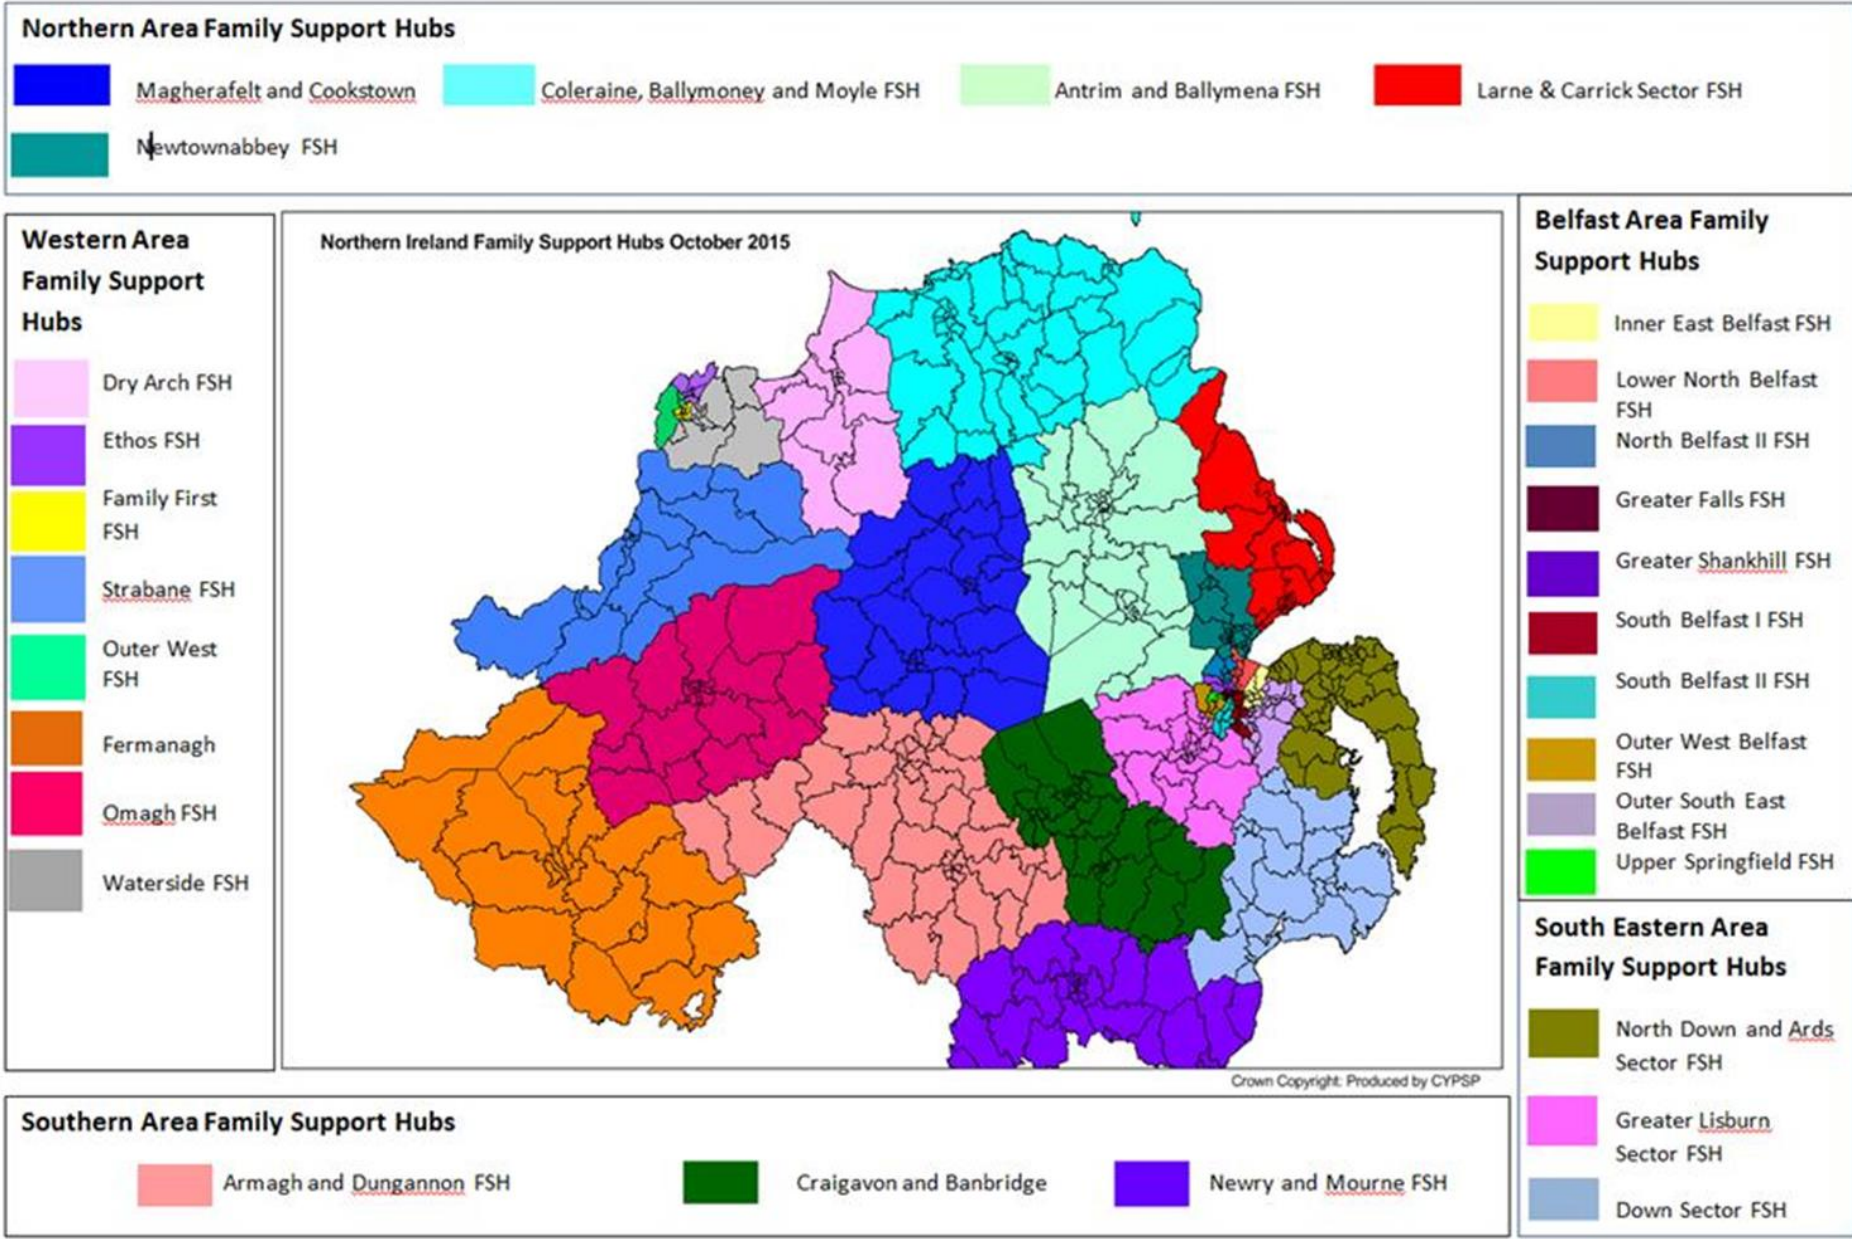 Northern Area Family Support Hubs
Magherafelt and Cookstown
Coleraine, Ballymoney and Moyle FSH
Antrim and Ballymena FSH
Larne & Carrick Sector FSH
Newtownabbey FSH
Western Area
Family Support
Hubs
Dry Arch FSH
Ethos FSH
Family First
FSH
Strabane FSH
Outer West
FSH
Fermanagh
Omagh FSH
Waterside FSH
Northern Ireland Family Support Hubs October 2015
Crown Copyright: Produced by CYPSP
Belfast Area Family
Support Hubs
Inner East Belfast FSH
Lower North Belfast
FSH
North Belfast II FSH
Greater Falls FSH
Greater Shankhill FSH
South Belfast I FSH
South Belfast II FSH
Outer West Belfast
FSH
Outer South East
Belfast FSH
Upper Springfield FSH
South Eastern Area
Family Support Hubs
North Down and Ards
Sector FSH
Greater Lisburn
Sector FSH
Down Sector FSH
Southern Area Family Support Hubs
Armagh and Dungannon FSH
Craigavon and Banbridge
Newry and Mourne FSH